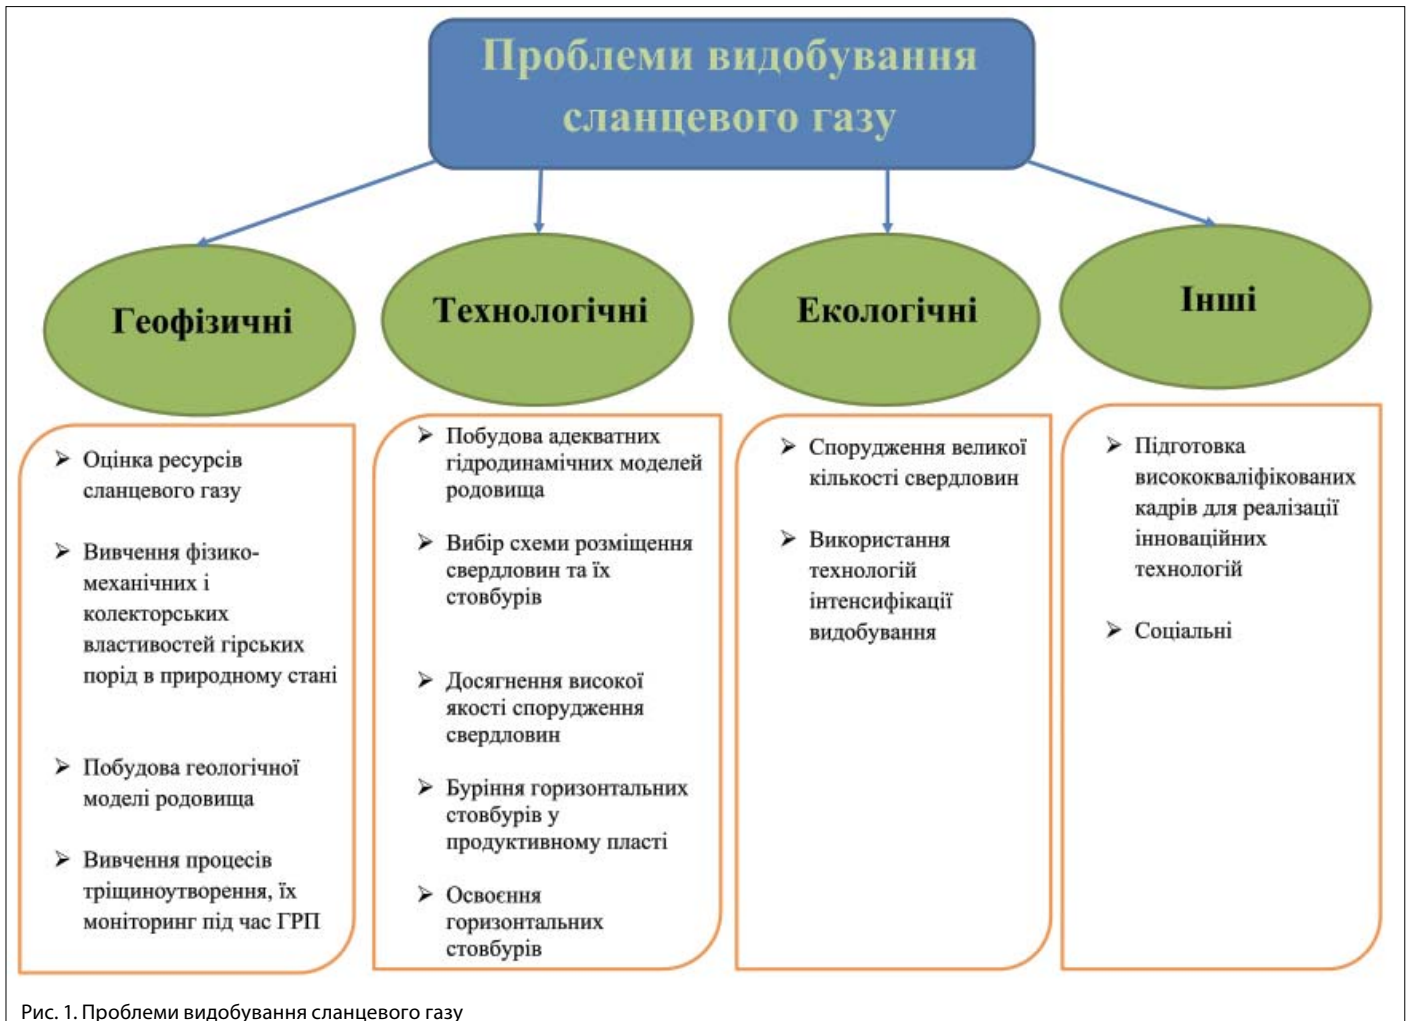 Проблеми видобування
сланцевого газу
Геофізичні
Технологічні
Екологічні
Інші
➢ Оцінка ресурсів
сланцевого газу
➢ Вивчення фізико-
механічних і
колекторських
властивостей гірських
порід в природному стані
➢ Побудова геологічної
моделі родовища
➢ Вивчення процесів
тріщиноутворення, їх
моніторинг під час ГРП
➢ Побудова адекватних
гідродинамічних моделей
родовища
➢ Вибір схеми розміщення
свердловин та їх
стовбурів
➢ Досягнення високої
якості спорудження
свердловин
➢ Буріння горизонтальних
стовбурів у
продуктивному пласті
➢ Освоєння
горизонтальних
стовбурів
➢ Спорудження великої
кількості свердловин
➢ Використання
технологій
інтенсифікації
видобування
➢ Підготовка
висококваліфікованих
кадрів для реалізації
інноваційних
технологій
➢ Соціальні
Рис. 1. Проблеми видобування сланцевого газу